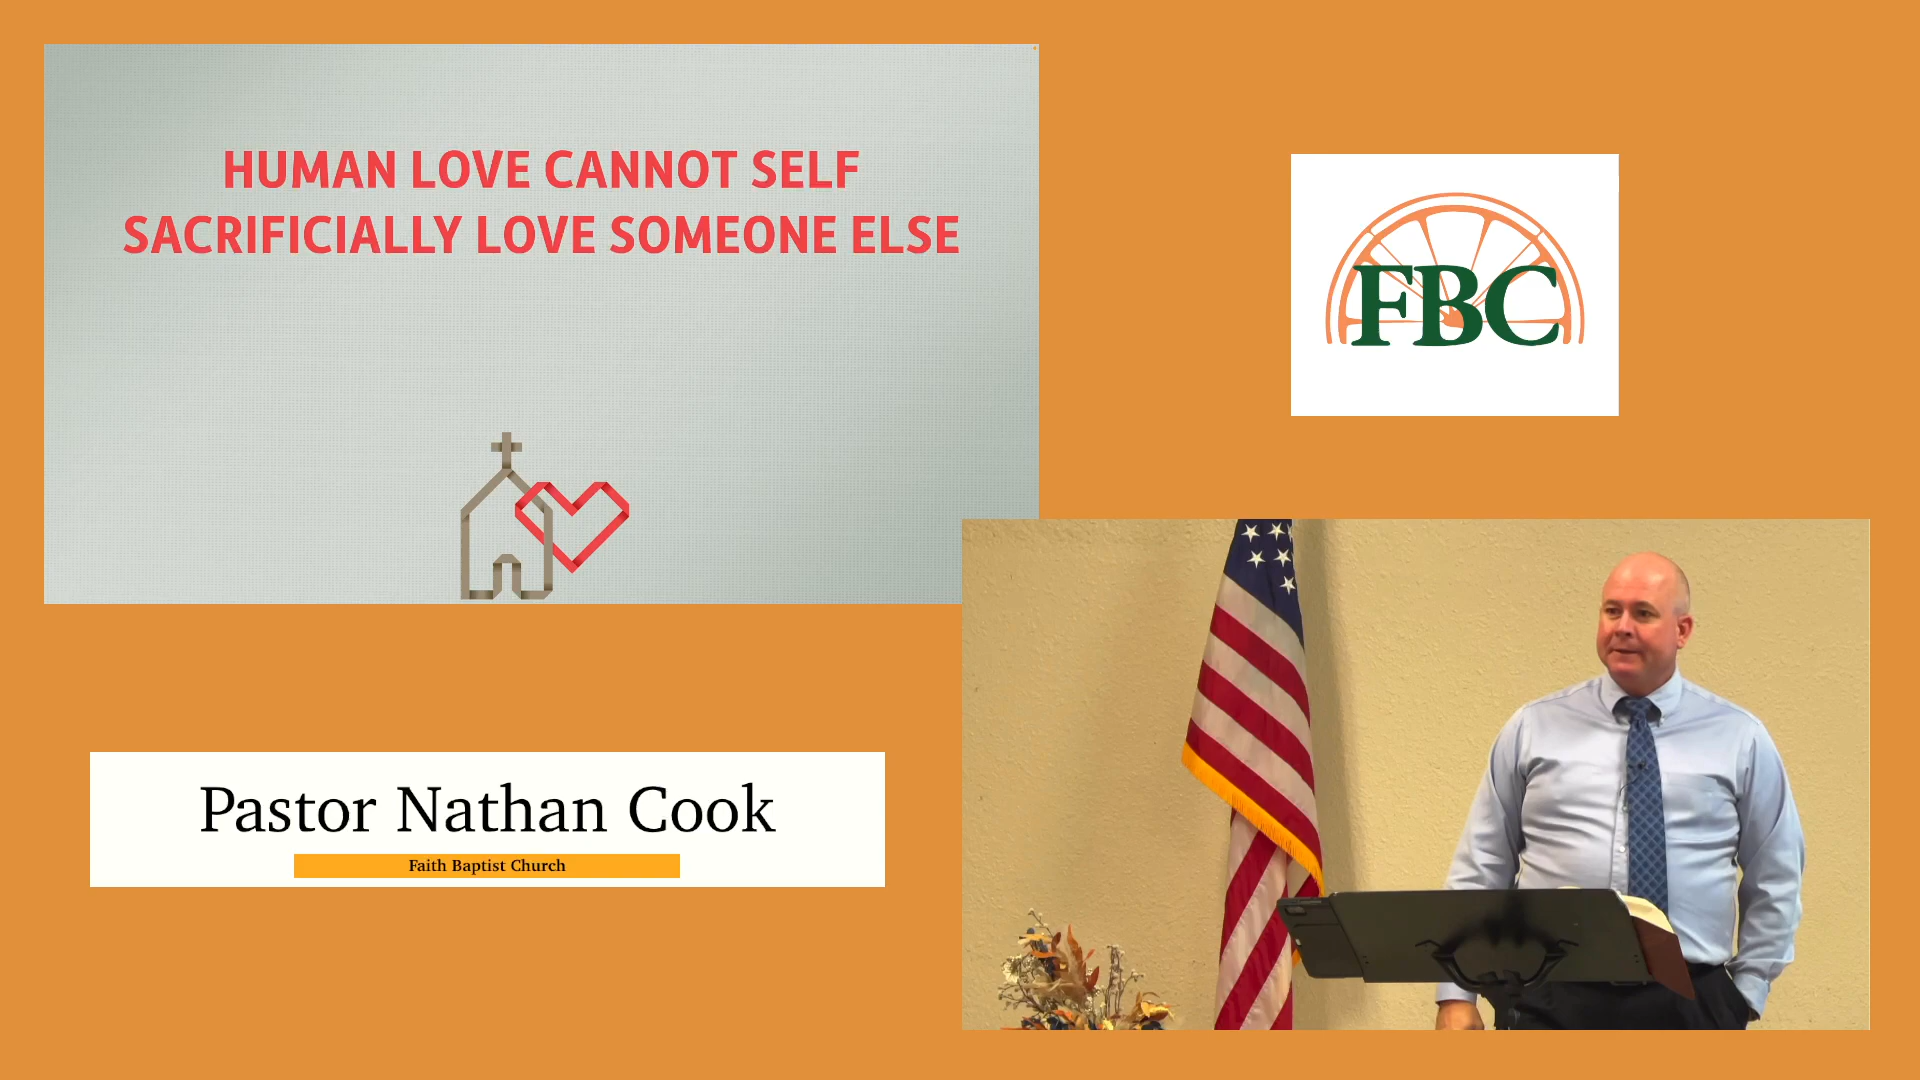 HUMAN LOVE CANNOT SELF
SACRIFICIALLY LOVE SOMEONE ELSE
FBC
Pastor Nathan Cook
Faith Baptist Church